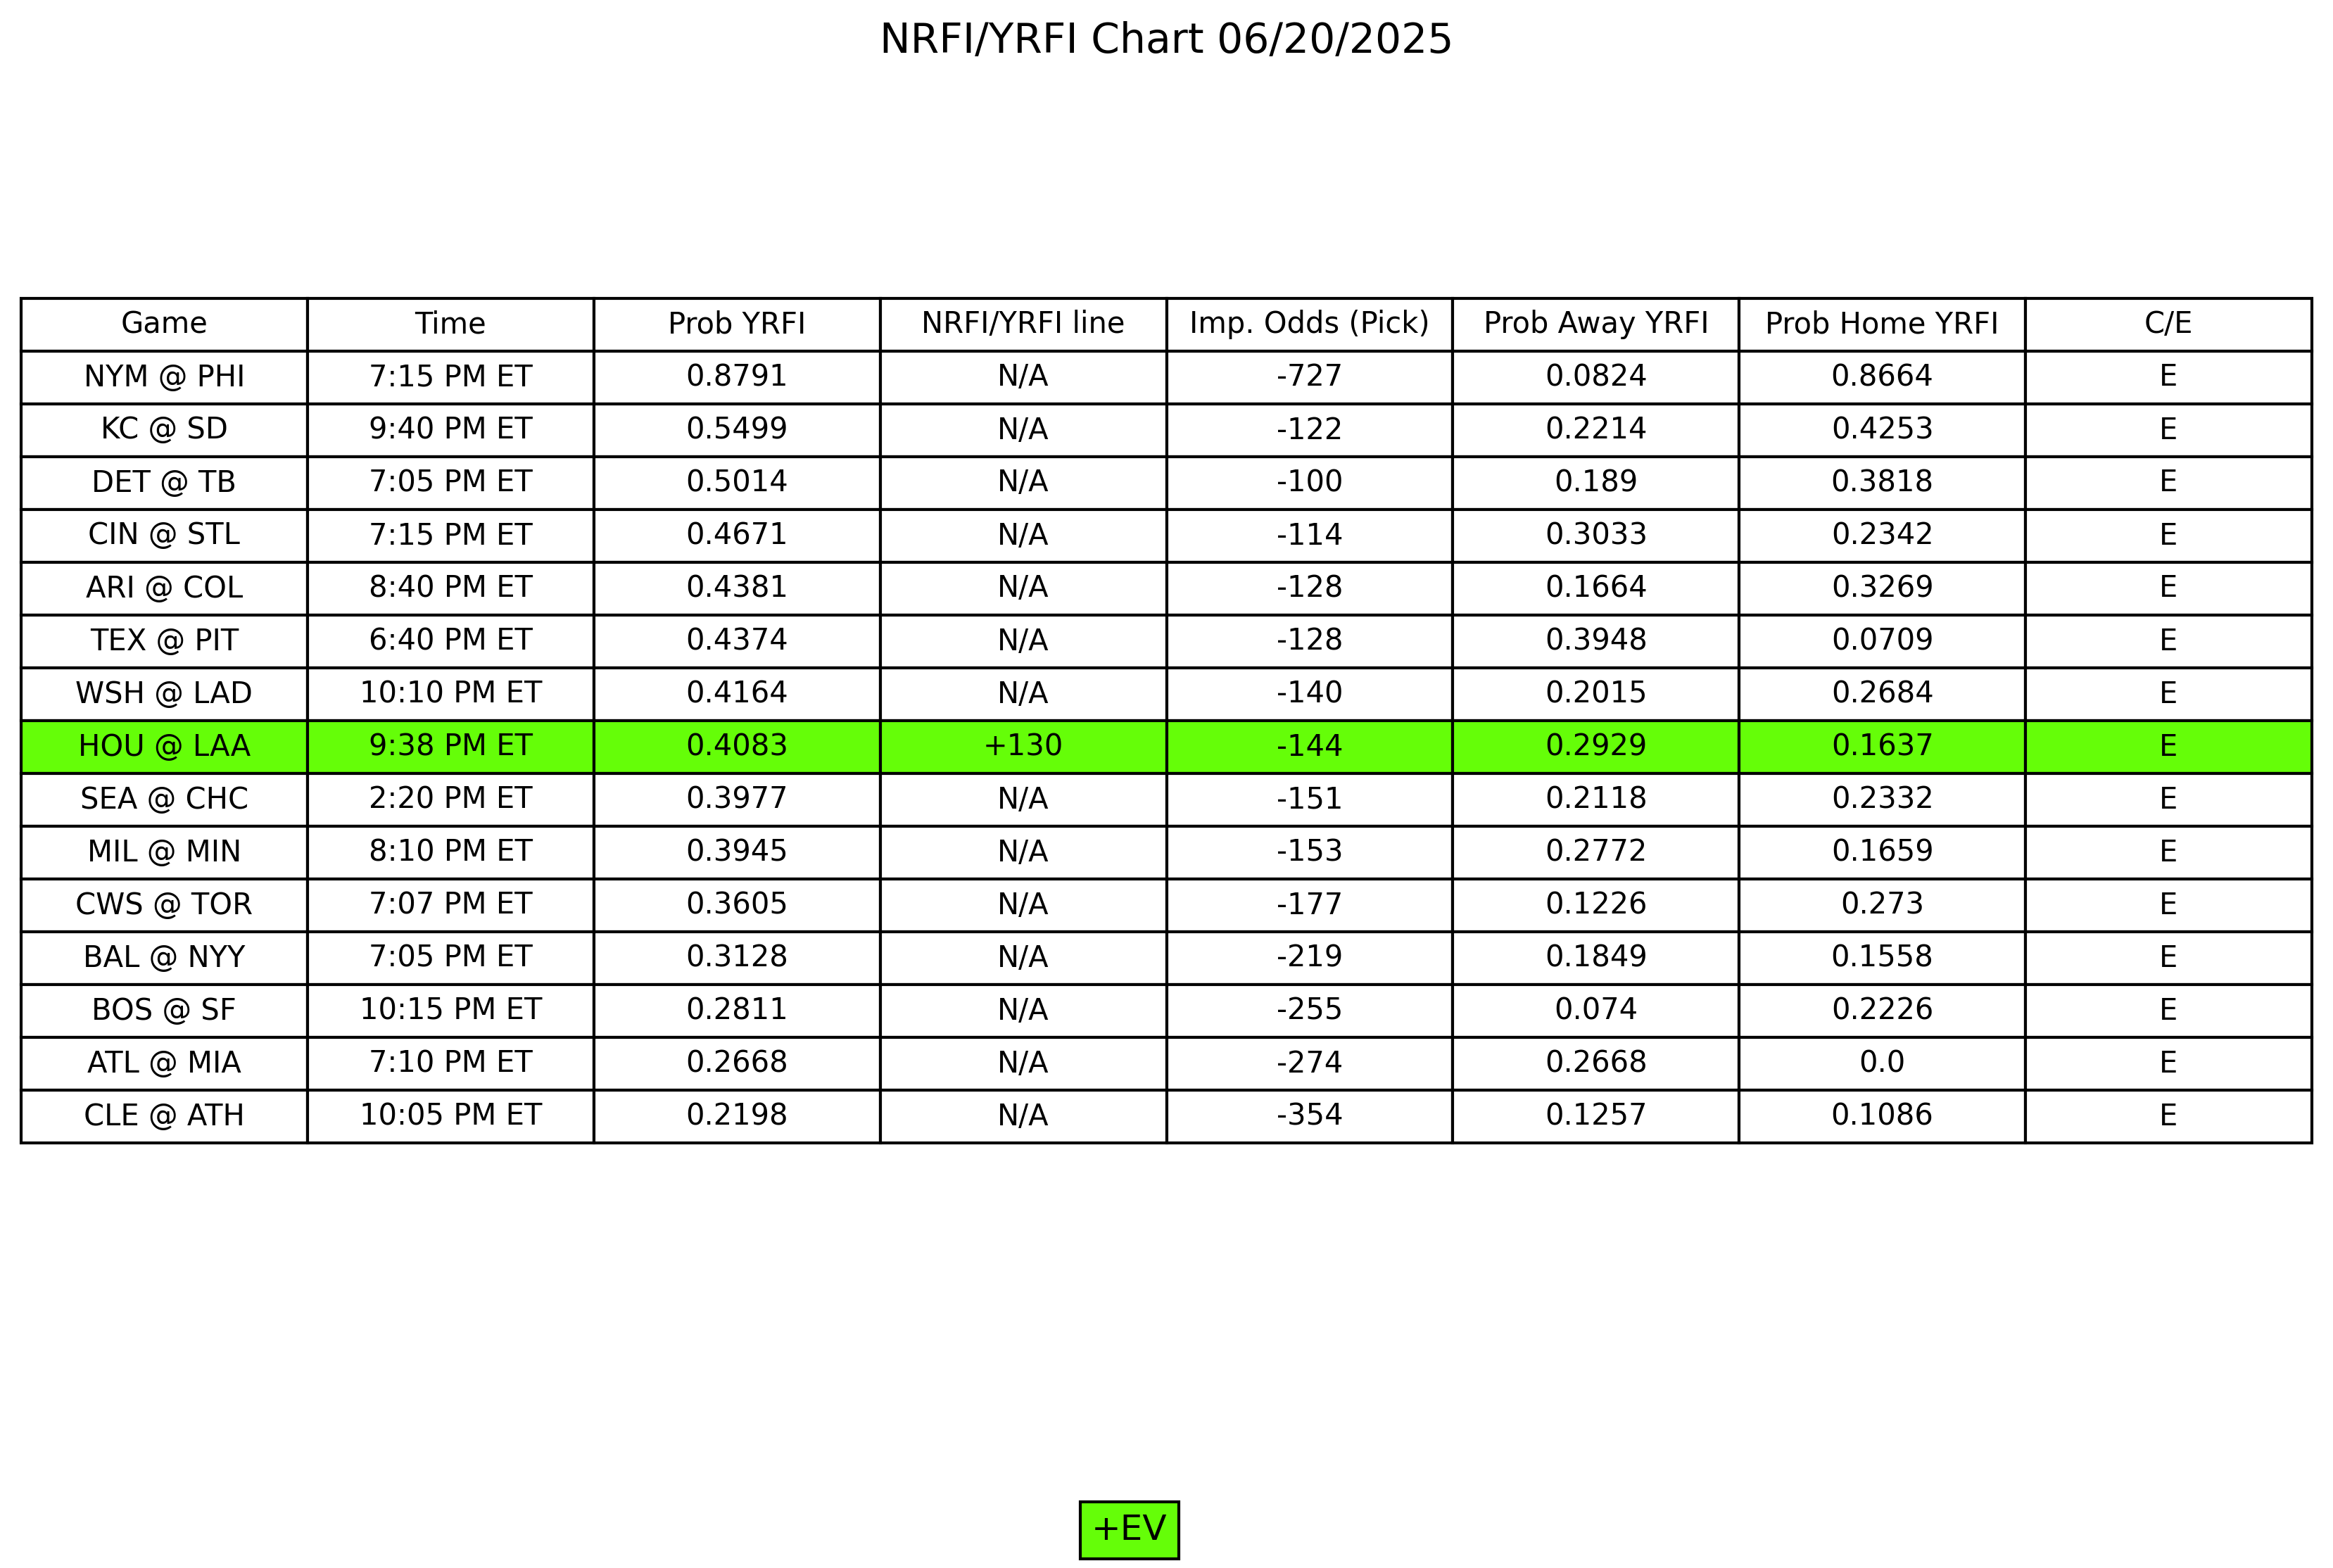 NRFI/YRFI Chart 06/20/2025
Game Time Prob YRFI NRFI/YRFI line Imp. Odds (Pick) Prob Away YRFI Prob Home YRFI C/E
NYM @ PHI 7:15 PM ET 0.8791 N/A -727 0.0824 0.8664 E
KC @ SD 9:40 PM ET 0.5499 N/A -122 0.2214 0.4253 E
DET @ TB 7:05 PM ET 0.5014 N/A -100 0.189 0.3818 E
CIN @ STL 7:15 PM ET 0.4671 N/A -114 0.3033 0.2342 E
ARI @ COL 8:40 PM ET 0.4381 N/A -128 0.1664 0.3269 E
TEX @ PIT 6:40 PM ET 0.4374 N/A -128 0.3948 0.0709 E
WSH @ LAD 10:10 PM ET 0.4164 N/A -140 0.2015 0.2684 E
HOU @ LAA 9:38 PM ET 0.4083 +130 -144 0.2929 0.1637 E
SEA @ CHC 2:20 PM ET 0.3977 N/A -151 0.2118 0.2332 E
MIL @ MIN 8:10 PM ET 0.3945 N/A -153 0.2772 0.1659 E
CWS @ TOR 7:07 PM ET 0.3605 N/A -177 0.1226 0.273 E
BAL @ NYY 7:05 PM ET 0.3128 N/A -219 0.1849 0.1558 E
BOS @ SF 10:15 PM ET 0.2811 N/A -255 0.074 0.2226 E
ATL @ MIA 7:10 PM ET 0.2668 N/A -274 0.2668 0.0 E
CLE @ ATH 10:05 PM ET 0.2198 N/A -354 0.1257 0.1086 E
+EV